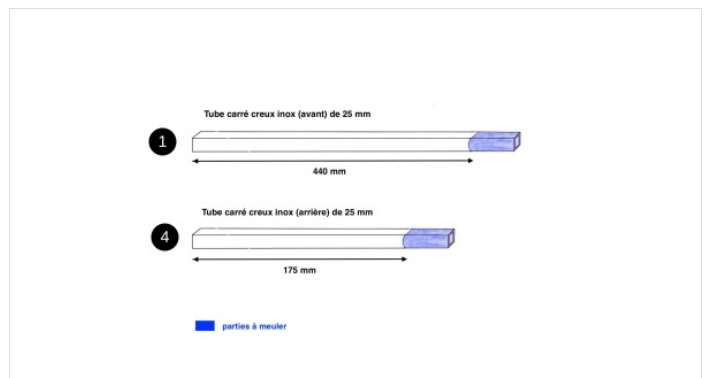 Tube carré creux inox (avant) de 25 mm
1
440 mm
Tube carré creux inox (arrière) de 25 mm
4
175 mm
parties à meuler